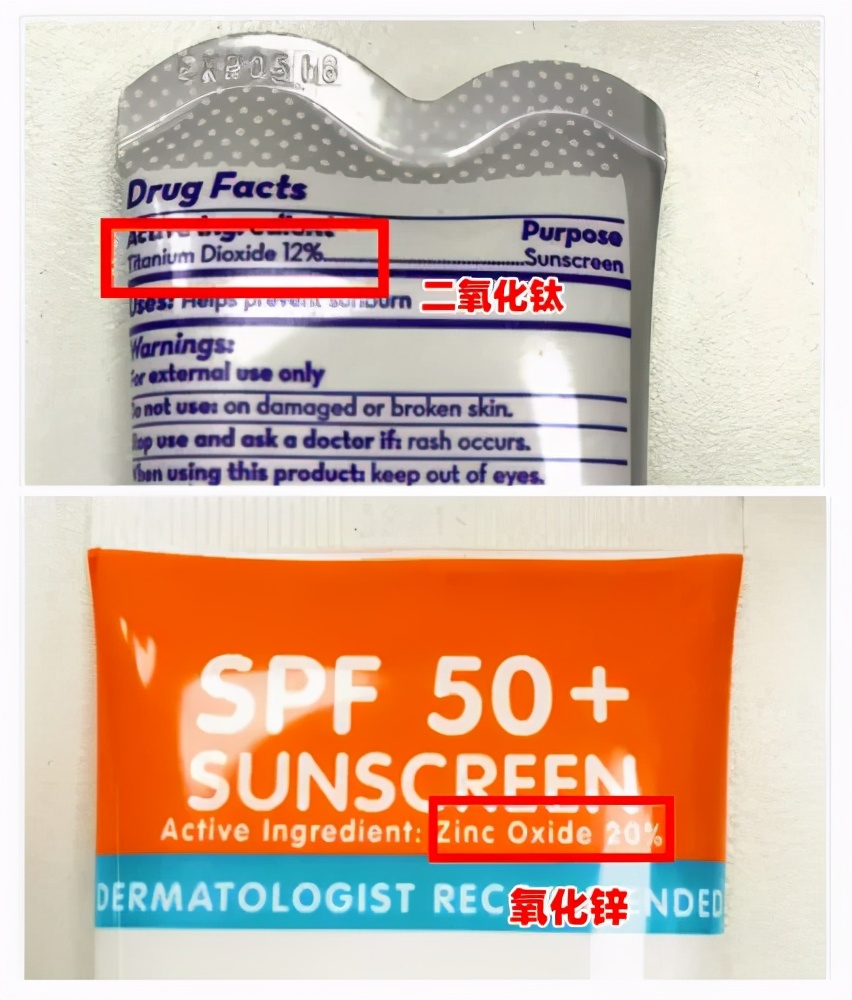 Drug Facts
Active Ingredient
Purpose
Titanium Dioxide 12%
Sunscreen
Uses: Helps prevent sunburn
二氧化钛
Warnings:
For external use only
Do not use: on damaged or broken skin.
Stop use and ask a doctor if: rash occurs.
When using this product: keep out of eyes.
SPF 50+
SUNSCREEN
Active Ingredient: Zinc Oxide 20%
DERMATOLOGIST REC NDED
氧化锌